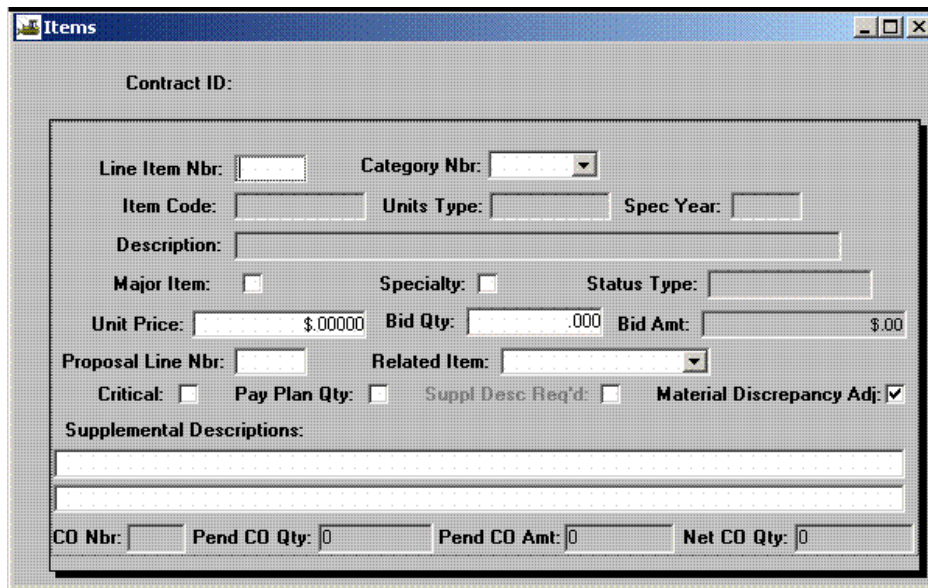 Items
Contract ID:
Line Item Nbr: Category Nbr:
Item Code: Units Type: Spec Year:
Description:
Major Item: Specialty: Status Type:
Unit Price: $.00000 Bid Qty: .000 Bid Amt: $.00
Proposal Line Nbr: Related Item:
Critical: Pay Plan Qty: Suppl Desc Req'd: Material Discrepancy Adj:
Supplemental Descriptions:
CO Nbr: Pend CO Qty: 0 Pend CO Amt: 0 Net CO Qty: 0